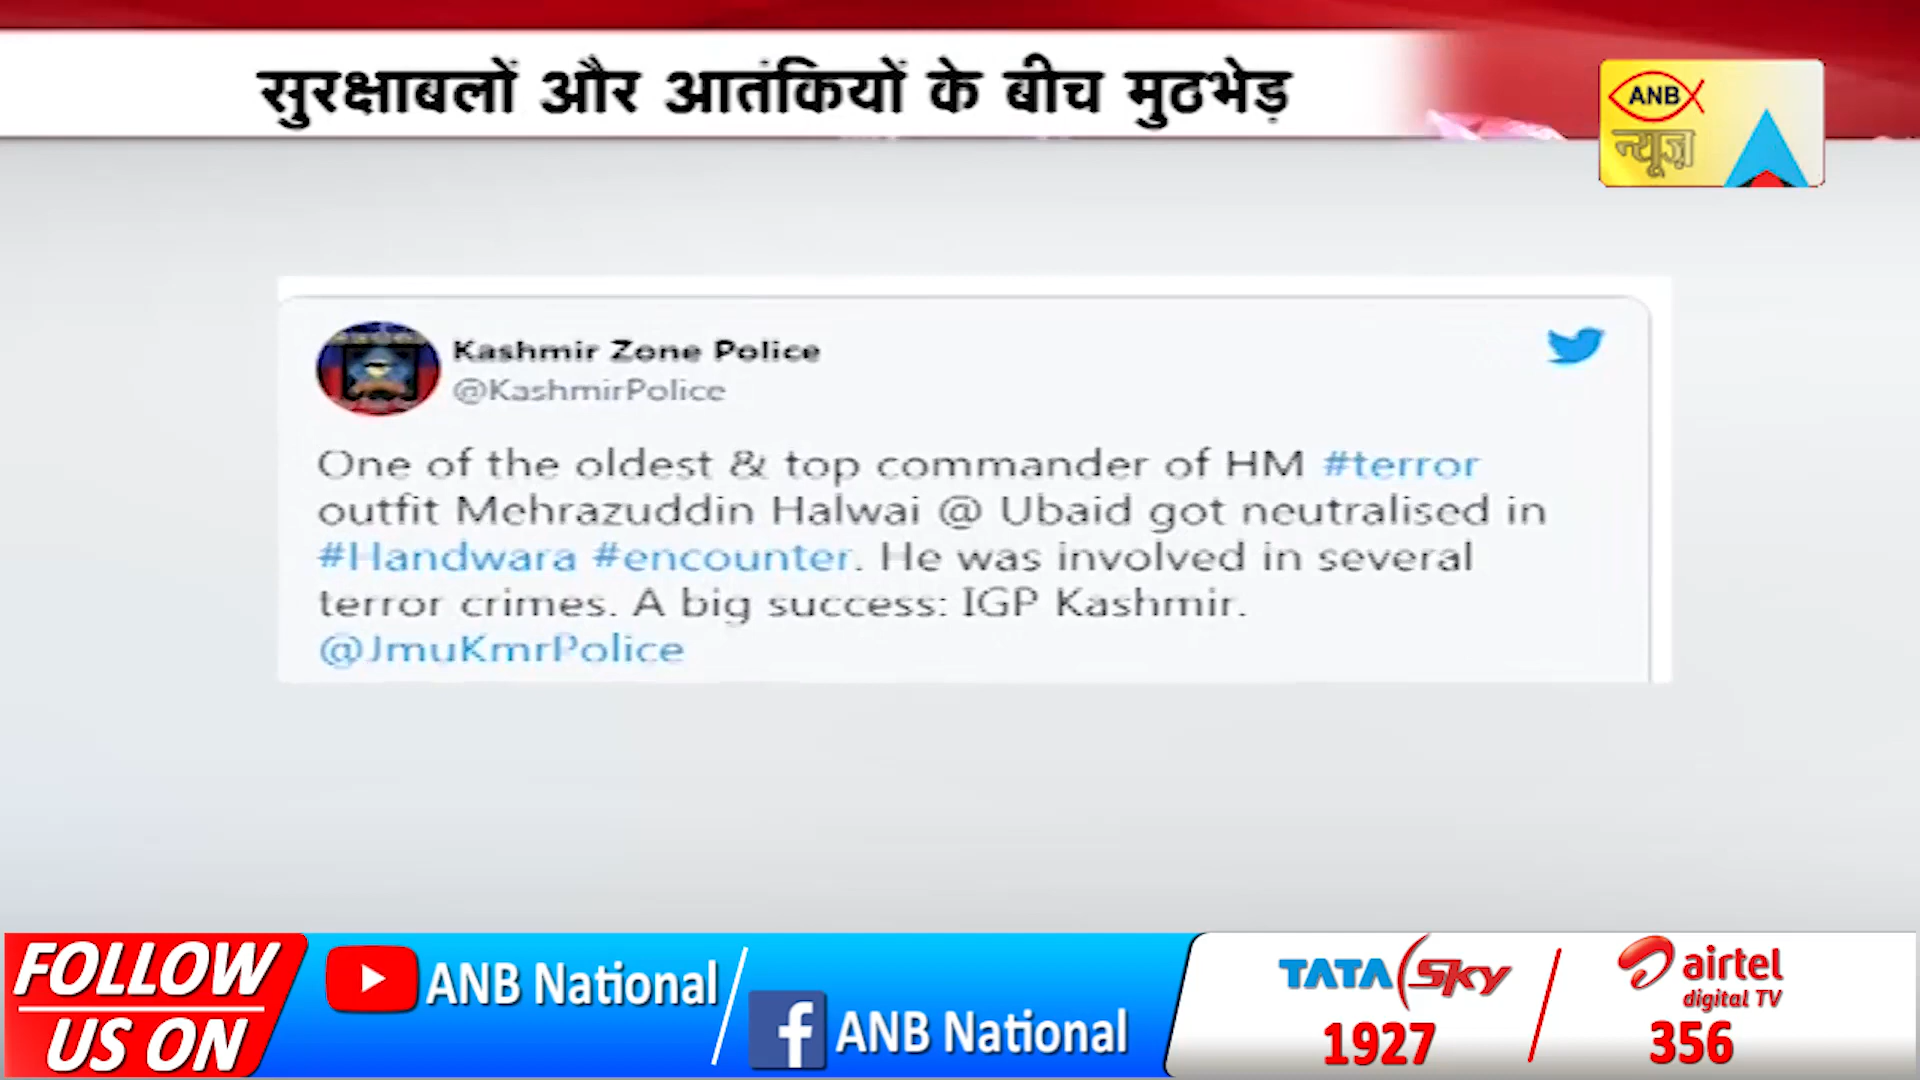 सुरक्षाबलों और आतंकियों के बीच मुठभेड़
ANB
न्यूज़
Kashmir Zone Police
@KashmirPolice
One of the oldest & top commander of HM #terror
outfit Mehrazuddin Halwai @ Ubaid got neutralised in
#Handwara #encounter. He was involved in several
terror crimes. A big success: IGP Kashmir.
@JmuKmrPolice
FOLLOW
US ON
ANB National
ANB National
TATA Sky
1927
airtel
digital TV
356